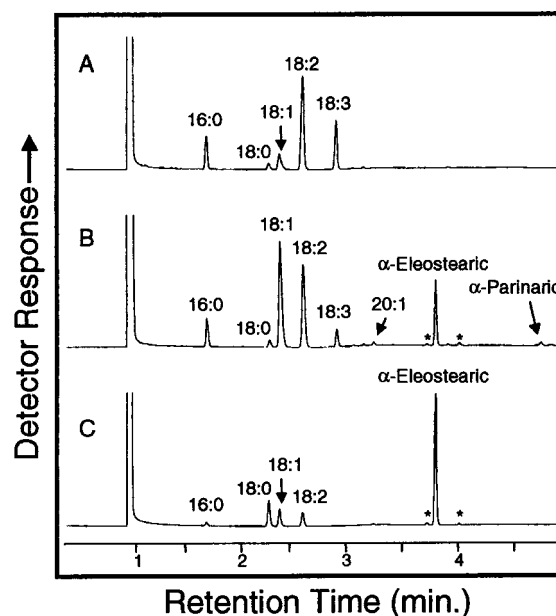 Detector Response
A
16:0
18:0
18:1
18:2
18:3
B
16:0
18:0
18:1
18:2
18:3
20:1
*
α-Eleostearic
*
α-Parinaric
C
16:0
18:0
18:1
18:2
*
α-Eleostearic
*
1 2 3 4
Retention Time (min.)